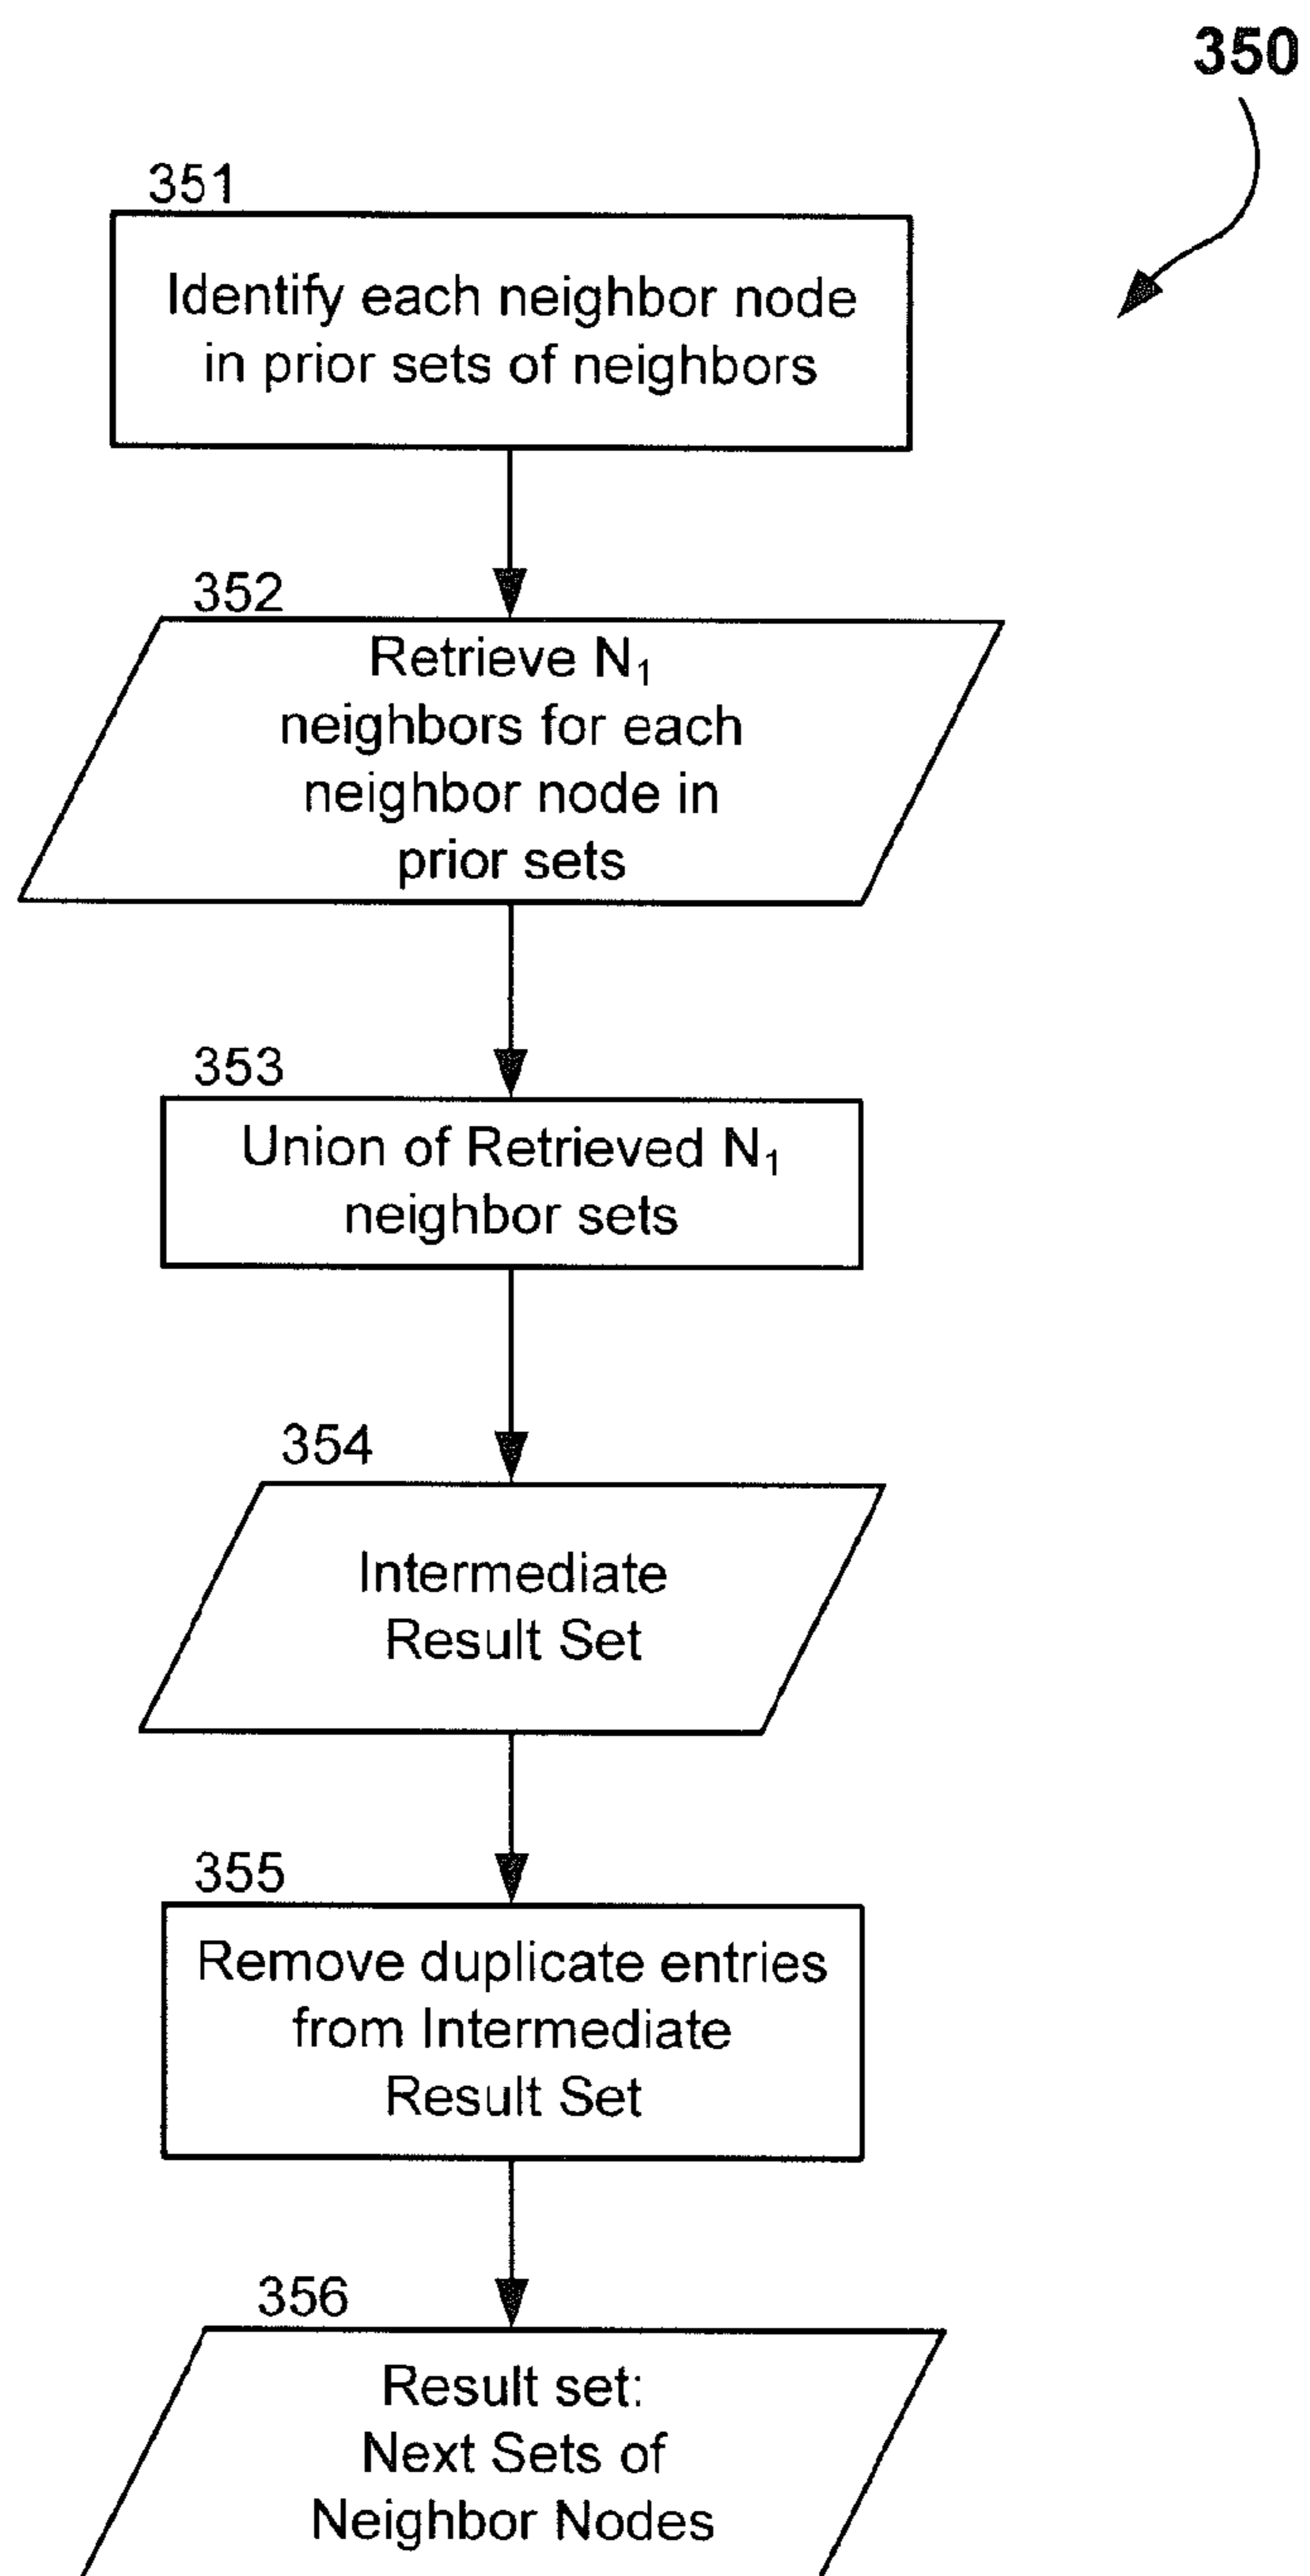 350
351
Identify each neighbor node
in prior sets of neighbors
352
Retrieve N₁
neighbors for each
neighbor node in
prior sets
353
Union of Retrieved N₁
neighbor sets
354
Intermediate
Result Set
355
Remove duplicate entries
from Intermediate
Result Set
356
Result set:
Next Sets of
Neighbor Nodes